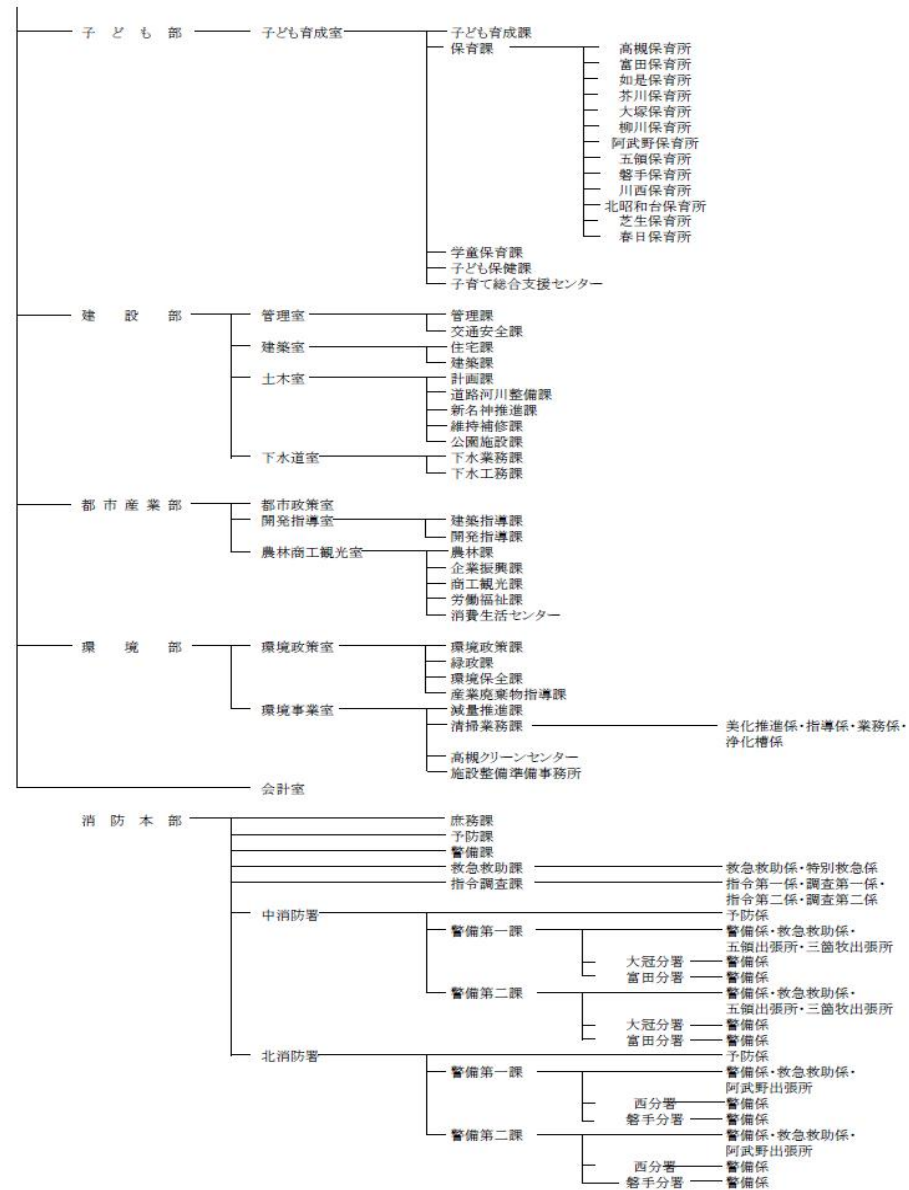 子ども部 子ども育成室 子ども育成課
保育課 高槻保育所
富田保育所
如是保育所
芥川保育所
大塚保育所
柳川保育所
阿武野保育所
五領保育所
磐手保育所
川西保育所
北昭和台保育所
芝生保育所
春日保育所
学童保育課
子ども保健課
子育て総合支援センター
建設部 管理室 管理課
交通安全課
建築室 住宅課
建築課
土木室 計画課
道路河川整備課
新名神推進課
維持補修課
公園施設課
下水道室 下水業務課
下水工務課
都市産業部 都市政策室
開発指導室 建築指導課
開発指導課
農林商工観光室 農林課
企業振興課
商工観光課
労働福祉課
消費生活センター
環境部 環境政策室 環境政策課
緑政課
環境保全課
産業廃棄物指導課
環境事業室 減量推進課
清掃業務課 美化推進係・指導係・業務係・
浄化槽係
高槻クリーンセンター
施設整備準備事務所
会計室
消防本部 庶務課
予防課
警備課
救急救助課 救急救助係・特別救急係
指令調査課 指令第一係・調査第一係・
指令第二係・調査第二係
中消防署 予防係
警備第一課 警備係・救急救助係・
五領出張所・三箇牧出張所
大冠分署 警備係
富田分署 警備係
警備第二課 警備係・救急救助係・
五領出張所・三箇牧出張所
大冠分署 警備係
富田分署 警備係
北消防署 予防係
警備第一課 警備係・救急救助係・
阿武野出張所
西分署 警備係
磐手分署 警備係
警備第二課 警備係・救急救助係・
阿武野出張所
西分署 警備係
磐手分署 警備係